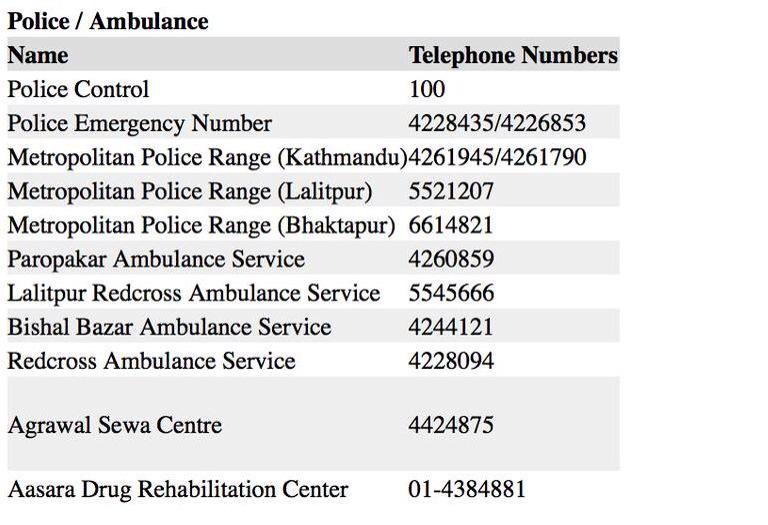 Police / Ambulance
Name Telephone Numbers
Police Control 100
Police Emergency Number 4228435/4226853
Metropolitan Police Range (Kathmandu)4261945/4261790
Metropolitan Police Range (Lalitpur) 5521207
Metropolitan Police Range (Bhaktapur) 6614821
Paropakar Ambulance Service 4260859
Lalitpur Redcross Ambulance Service 5545666
Bishal Bazar Ambulance Service 4244121
Redcross Ambulance Service 4228094
Agrawal Sewa Centre 4424875
Aasara Drug Rehabilitation Center 01-4384881